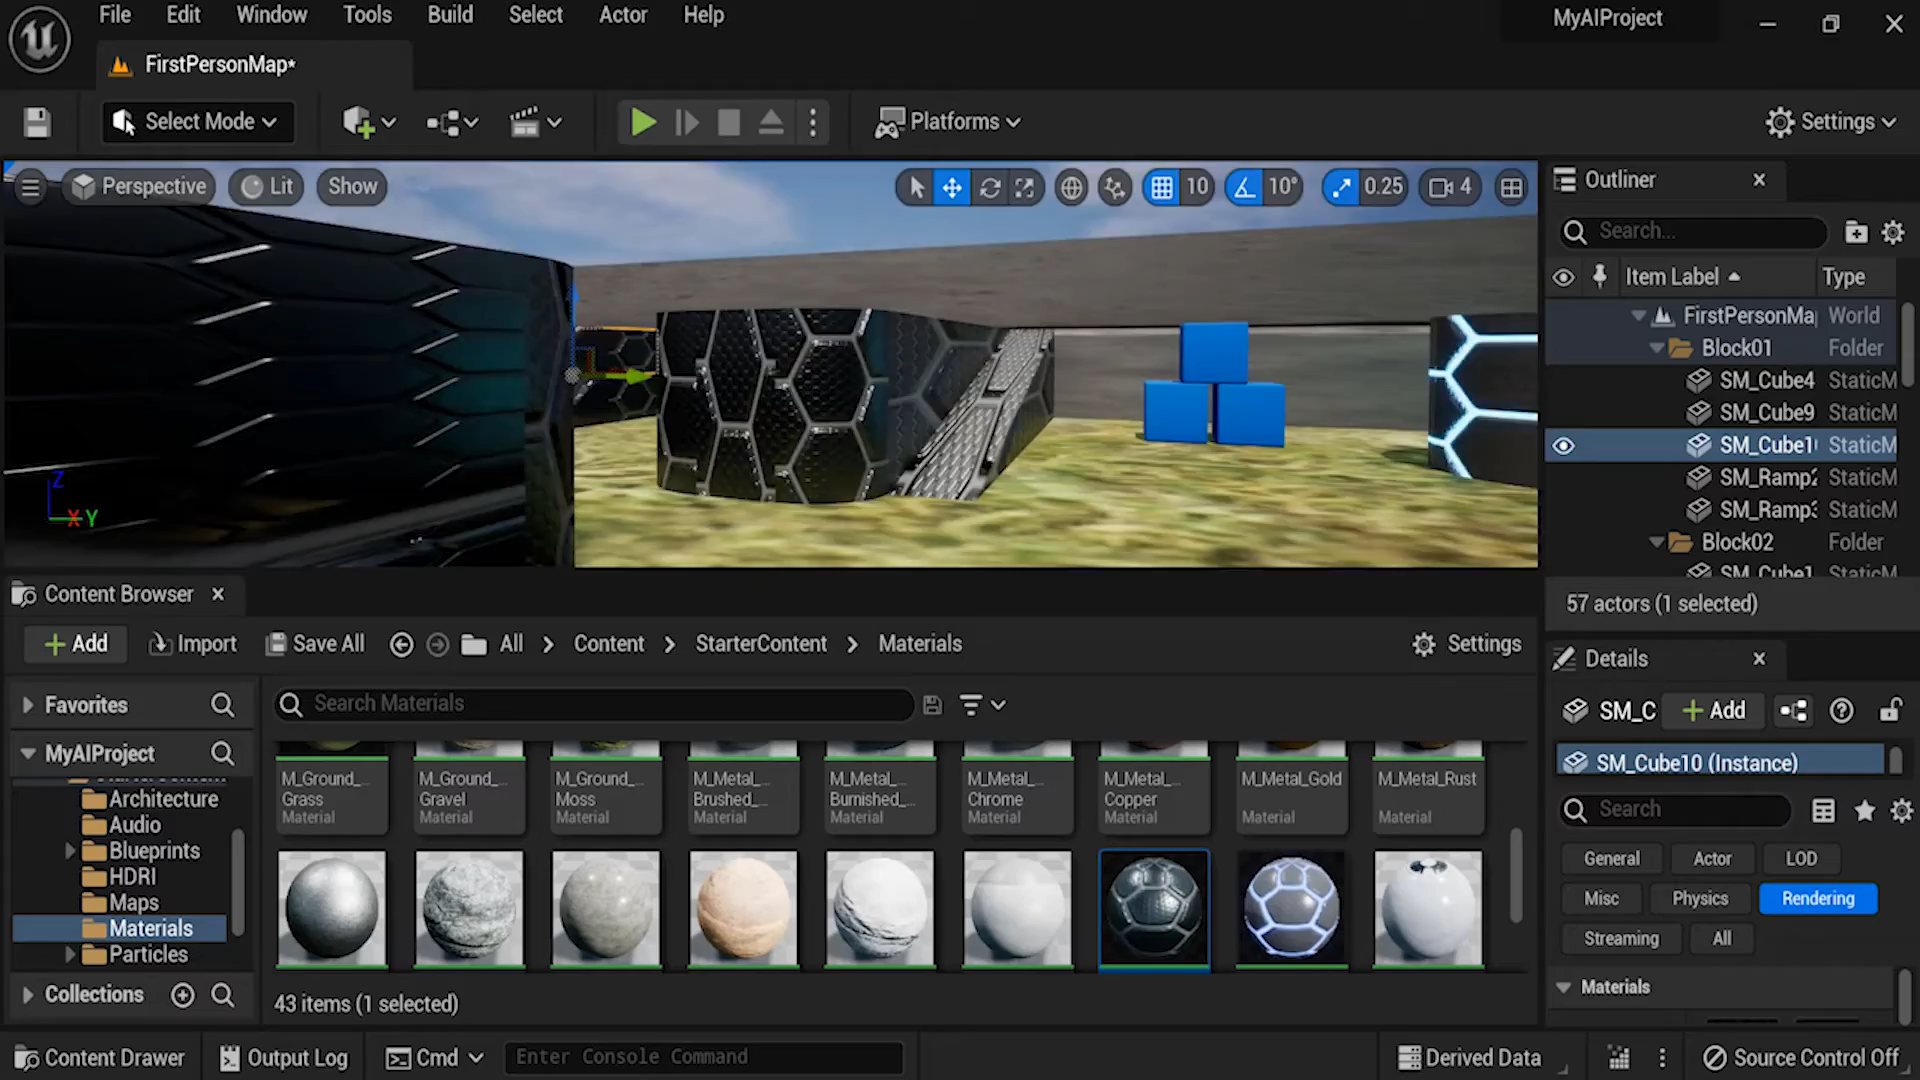 File Edit Window Tools Build Select Actor Help
MyAIProject
FirstPersonMap*
Select Mode
Platforms
Settings
Perspective
Lit
Show
10
10°
0.25
4
Z
X Y
Outliner
Search...
Item Label
Type
FirstPersonMa
World
Block01
Folder
SM_Cube4
StaticM
SM_Cube9
StaticM
SM_Cube1
StaticM
SM_Ramp2
StaticM
SM_Ramp3
StaticM
Block02
Folder
SM_Cube1
StaticM
57 actors (1 selected)
Content Browser
Add
Import
Save All
All > Content > StarterContent > Materials
Settings
Favorites
MyAIProject
Architecture
Audio
Blueprints
HDRI
Maps
Materials
Particles
Collections
Search Materials
M_Ground_
Grass
Material
M_Ground_...
Gravel
Material
M_Ground_
Moss
Material
M_Metal_
Brushed_...
Material
M_Metal_
Burnished_...
Material
M_Metal_
Chrome
Material
M_Metal_
Copper
Material
M_Metal_Gold
Material
M_Metal_Rust
Material
43 items (1 selected)
Details
SM_C
Add
SM_Cube10 (Instance)
Search
General
Actor
LOD
Misc
Physics
Rendering
Streaming
All
Materials
Content Drawer
Output Log
Cmd
Enter Console Command
Derived Data
Source Control Off